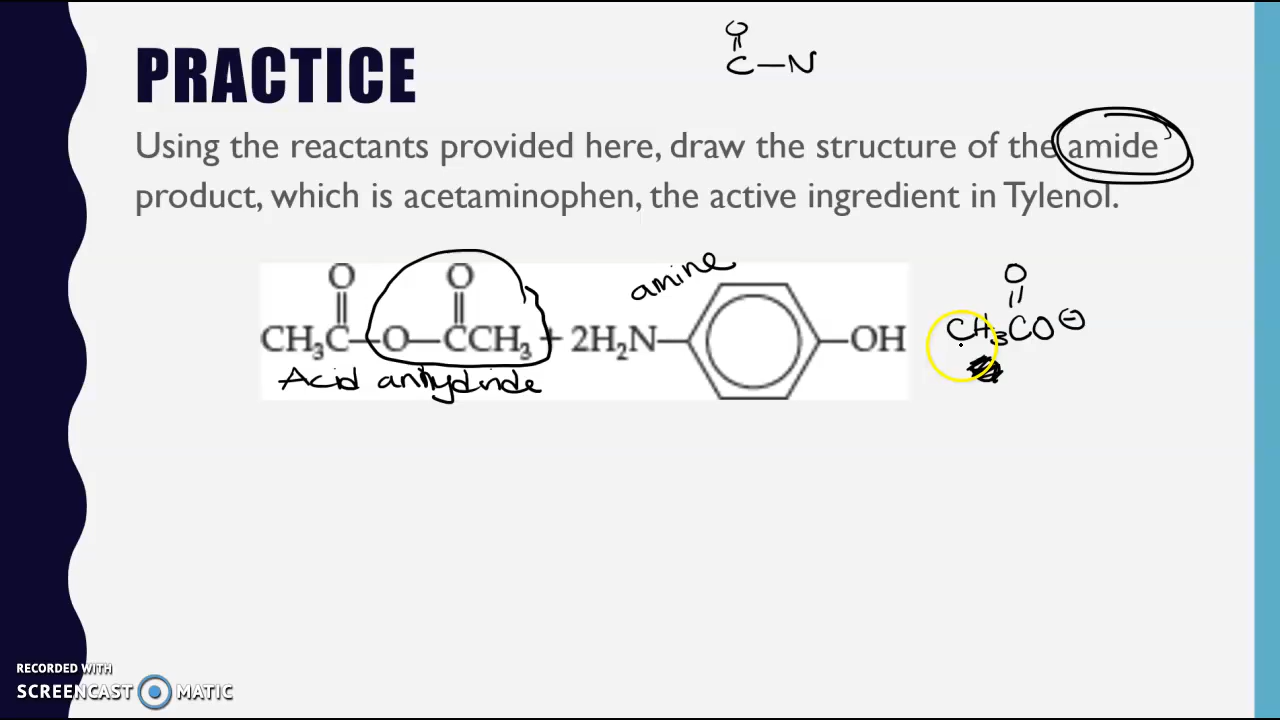 O
C—N
PRACTICE
Using the reactants provided here, draw the structure of the amide
product, which is acetaminophen, the active ingredient in Tylenol.
amine
O O O
CH₃C—O—CCH₃ + 2H₂N— —OH CH₃CO⊖
Acid anhydride
RECORDED WITH
SCREENCAST MATIC